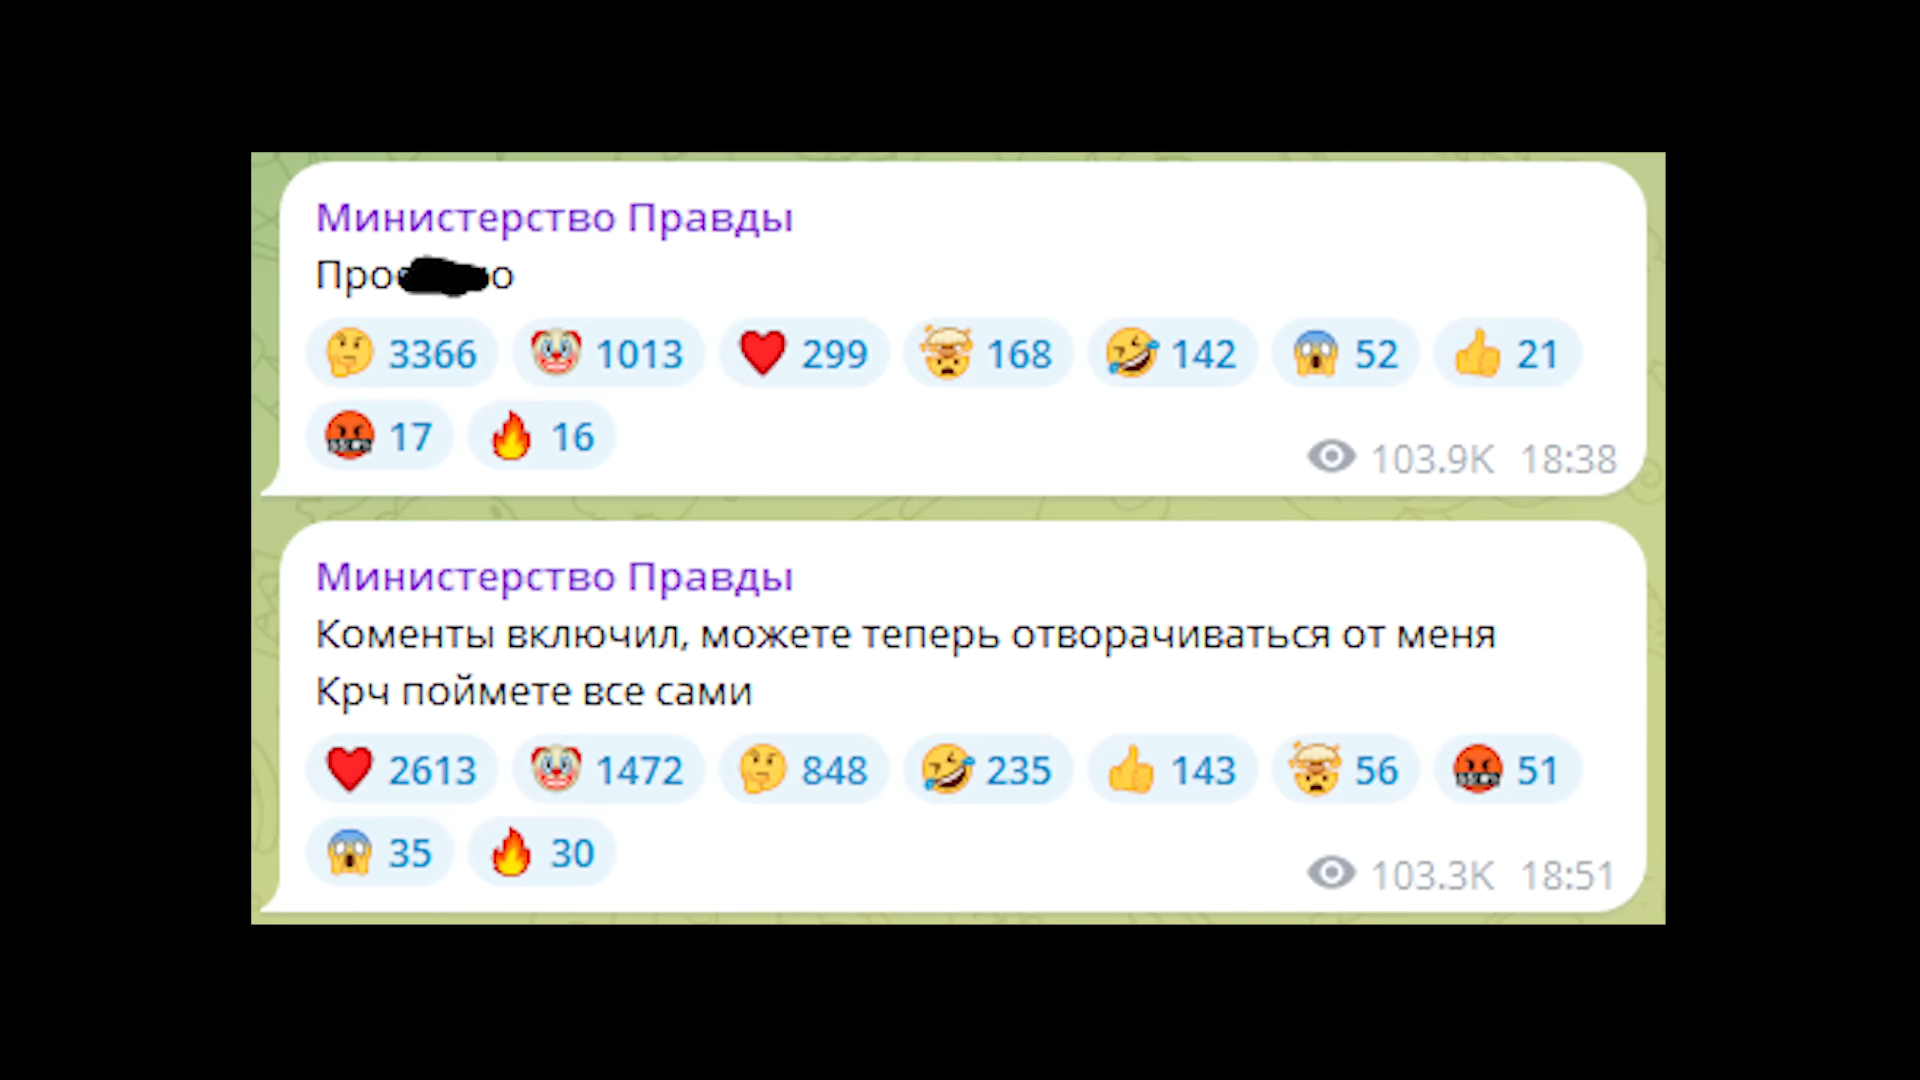 Министерство Правды
🤔 3366 🤡 1013 ❤ 299 🤯 168 🤣 142 😱 52 👍 21
🤬 17 🔥 16 103.9K 18:38
Министерство Правды
Коменты включил, можете теперь отворачиваться от меня
Крч поймете все сами
❤ 2613 🤡 1472 🤔 848 🤣 235 👍 143 🤯 56 🤬 51
😱 35 🔥 30 103.3K 18:51